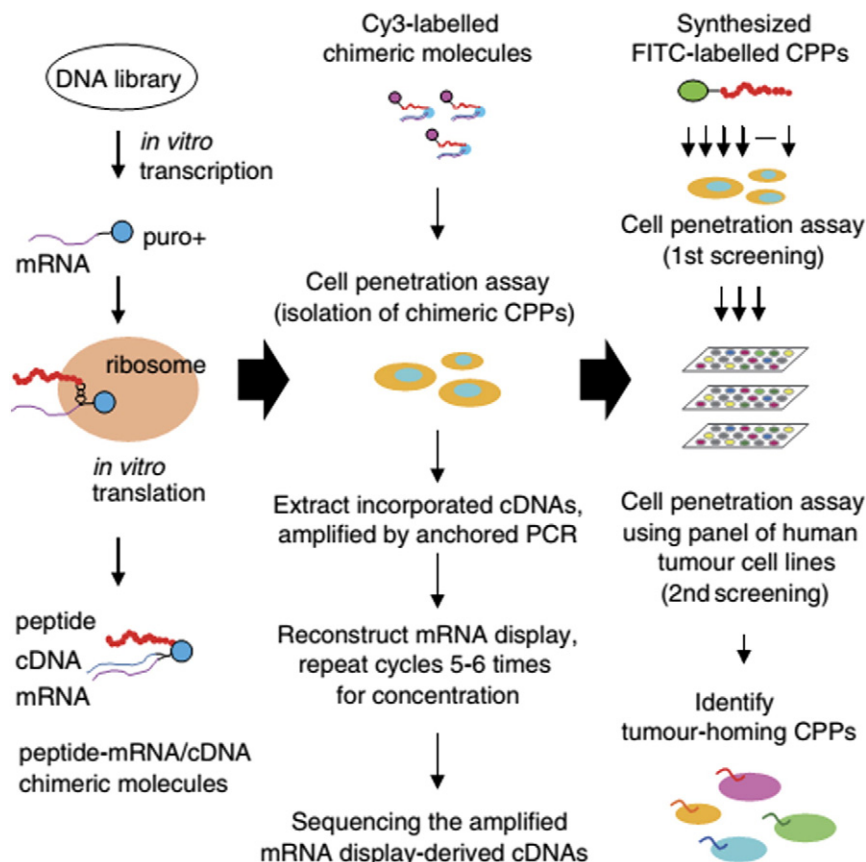 DNA library
in vitro
transcription
puro+
mRNA
ribosome
in vitro
translation
peptide
cDNA
mRNA
peptide-mRNA/cDNA
chimeric molecules
Cy3-labelled
chimeric molecules
Cell penetration assay
(isolation of chimeric CPPs)
Extract incorporated cDNAs,
amplified by anchored PCR
Reconstruct mRNA display,
repeat cycles 5-6 times
for concentration
Sequencing the amplified
mRNA display-derived cDNAs
Synthesized
FITC-labelled CPPs
Cell penetration assay
(1st screening)
Cell penetration assay
using panel of human
tumour cell lines
(2nd screening)
Identify
tumour-homing CPPs